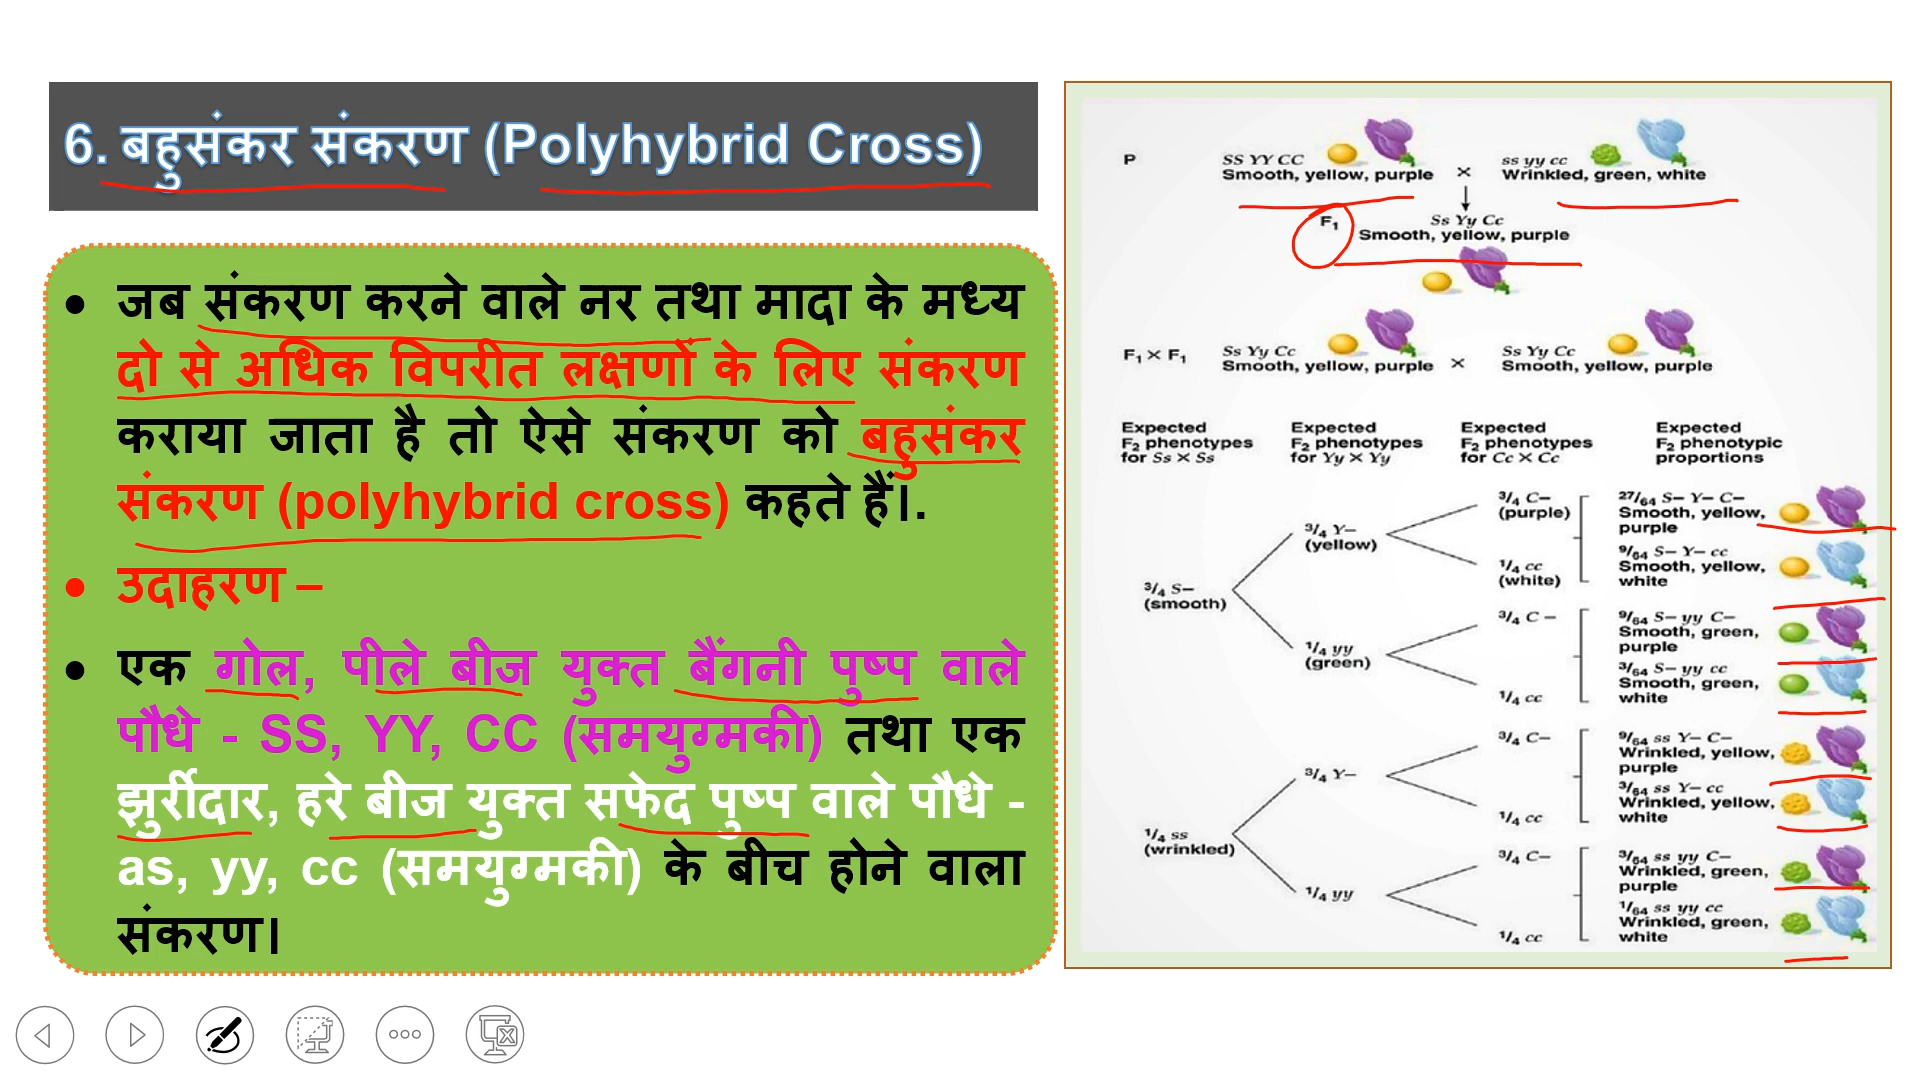 6. बहुसंकर संकरण (Polyhybrid Cross)
• जब संकरण करने वाले नर तथा मादा के मध्य
दो से अधिक विपरीत लक्षणों के लिए संकरण
कराया जाता है तो ऐसे संकरण को बहुसंकर
संकरण (polyhybrid cross) कहते हैं।.
• उदाहरण –
• एक गोल, पीले बीज युक्त बैंगनी पुष्प वाले
पौधे - SS, YY, CC (समयुग्मकी) तथा एक
झुर्रीदार, हरे बीज युक्त सफेद पुष्प वाले पौधे -
as, yy, cc (समयुग्मकी) के बीच होने वाला
संकरण।
P
SS YY CC
Smooth, yellow, purple
×
ss yy cc
Wrinkled, green, white
F₁
Ss Yy Cc
Smooth, yellow, purple
F₁ × F₁
Ss Yy Cc
Smooth, yellow, purple
×
Ss Yy Cc
Smooth, yellow, purple
Expected
F₂ phenotypes
for Ss × Ss
Expected
F₂ phenotypes
for Yy × Yy
Expected
F₂ phenotypes
for Cc × Cc
Expected
F₂ phenotypic
proportions
3/4 S–
(smooth)
3/4 Y–
(yellow)
3/4 C–
(purple)
27/64 S– Y– C–
Smooth, yellow,
purple
1/4 cc
(white)
9/64 S– Y– cc
Smooth, yellow,
white
1/4 yy
(green)
3/4 C –
9/64 S– yy C–
Smooth, green,
purple
1/4 cc
3/64 S– yy cc
Smooth, green,
white
1/4 ss
(wrinkled)
3/4 Y–
3/4 C–
9/64 ss Y– C–
Wrinkled, yellow,
purple
1/4 cc
3/64 ss Y– cc
Wrinkled, yellow,
white
1/4 yy
3/4 C–
3/64 ss yy C–
Wrinkled, green,
purple
1/4 cc
1/64 ss yy cc
Wrinkled, green,
white